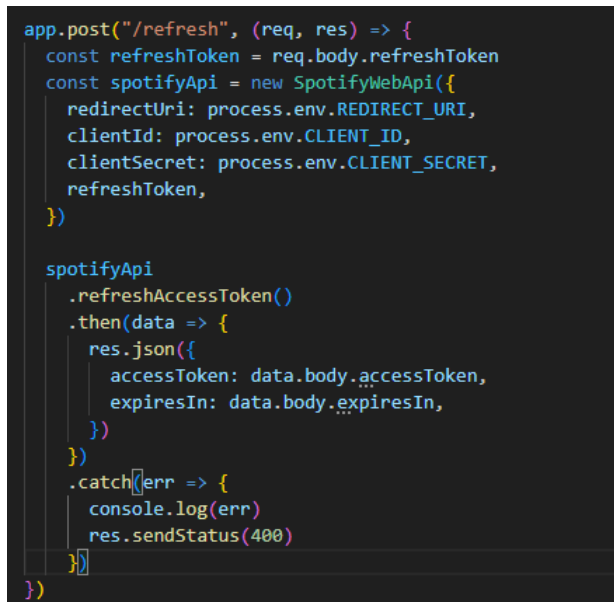 app.post("/refresh", (req, res) => {
  const refreshToken = req.body.refreshToken
  const spotifyApi = new SpotifyWebApi({
    redirectUri: process.env.REDIRECT_URI,
    clientId: process.env.CLIENT_ID,
    clientSecret: process.env.CLIENT_SECRET,
    refreshToken,
  })

  spotifyApi
    .refreshAccessToken()
    .then(data => {
      res.json({
        accessToken: data.body.accessToken,
        expiresIn: data.body.expiresIn,
      })
    })
    .catch(err => {
      console.log(err)
      res.sendStatus(400)
    })
})